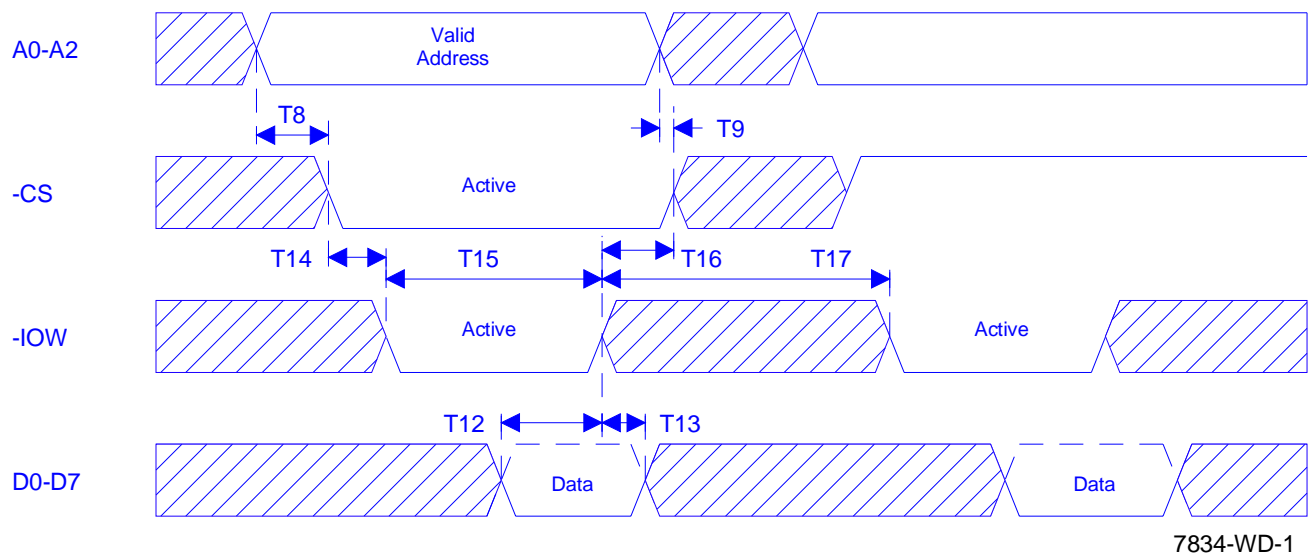 A0-A2
Valid
Address
T8
T9
-CS
Active
T14
T15
T16
T17
-IOW
Active
Active
T12
T13
D0-D7
Data
Data
7834-WD-1